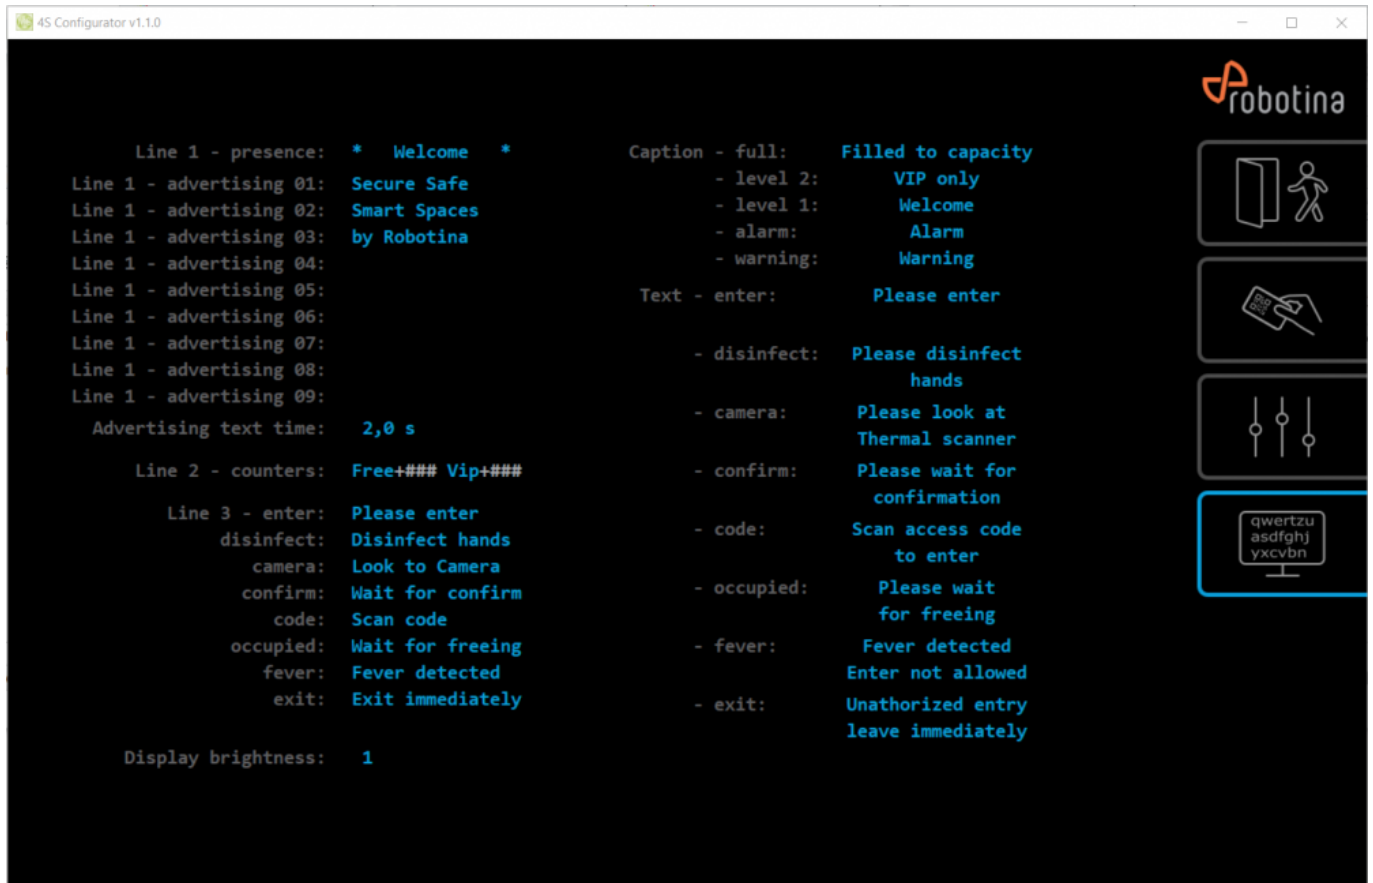 4S Configurator v1.1.0
robotina
Line 1 - presence: *  Welcome  *
Line 1 - advertising 01: Secure Safe
Line 1 - advertising 02: Smart Spaces
Line 1 - advertising 03: by Robotina
Line 1 - advertising 04:
Line 1 - advertising 05:
Line 1 - advertising 06:
Line 1 - advertising 07:
Line 1 - advertising 08:
Line 1 - advertising 09:
Advertising text time: 2,0 s
Line 2 - counters: Free+### Vip+###
Line 3 - enter: Please enter
disinfect: Disinfect hands
camera: Look to Camera
confirm: Wait for confirm
code: Scan code
occupied: Wait for freeing
fever: Fever detected
exit: Exit immediately
Display brightness: 1
Caption - full: Filled to capacity
- level 2: VIP only
- level 1: Welcome
- alarm: Alarm
- warning: Warning
Text - enter: Please enter
- disinfect: Please disinfect
hands
- camera: Please look at
Thermal scanner
- confirm: Please wait for
confirmation
- code: Scan access code
to enter
- occupied: Please wait
for freeing
- fever: Fever detected
Enter not allowed
- exit: Unathorized entry
leave immediately
qwertzu
asdfghj
yxcvbn